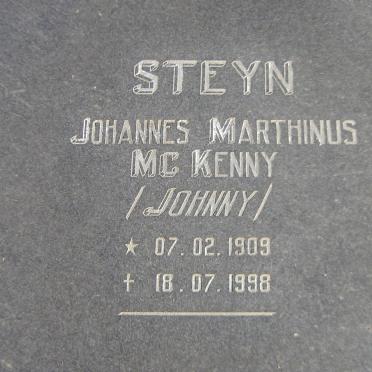 STEYN
JOHANNES MARTHINUS
MC KENNY
/JOHNNY/
★ 07.02.1909
† 18.07.1998